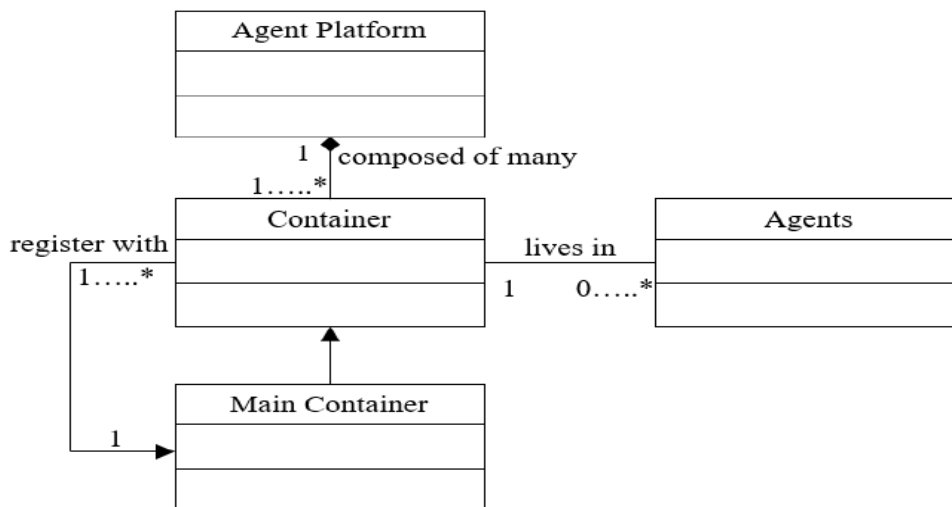 Agent Platform
1
composed of many
1…..*
Container
Agents
register with
1…..*
lives in
1
0…..*
Main Container
1